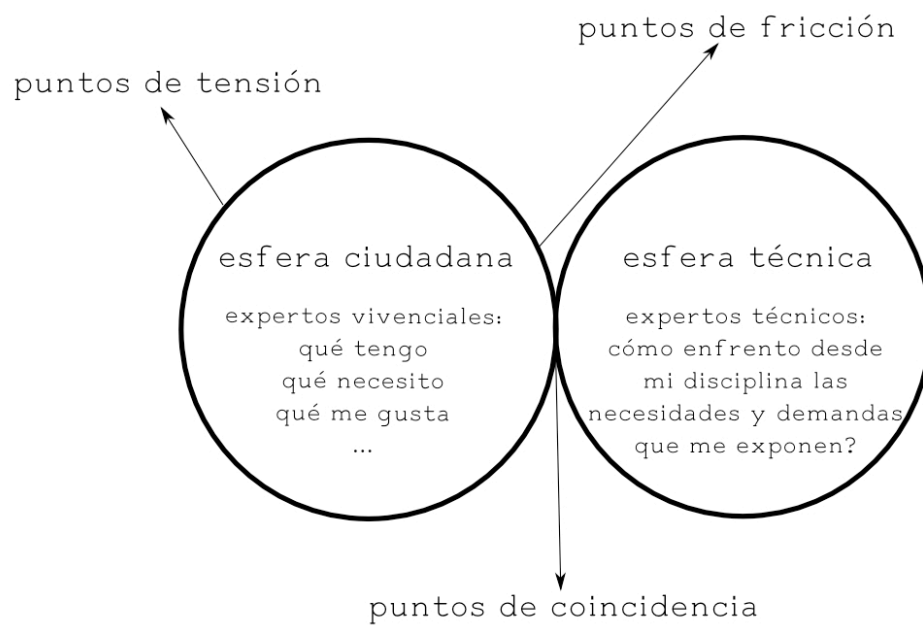 puntos de fricción
puntos de tensión
esfera ciudadana
expertos vivenciales:
qué tengo
qué necesito
qué me gusta
...
esfera técnica
expertos técnicos:
cómo enfrento desde
mi disciplina las
necesidades y demandas
que me exponen?
puntos de coincidencia